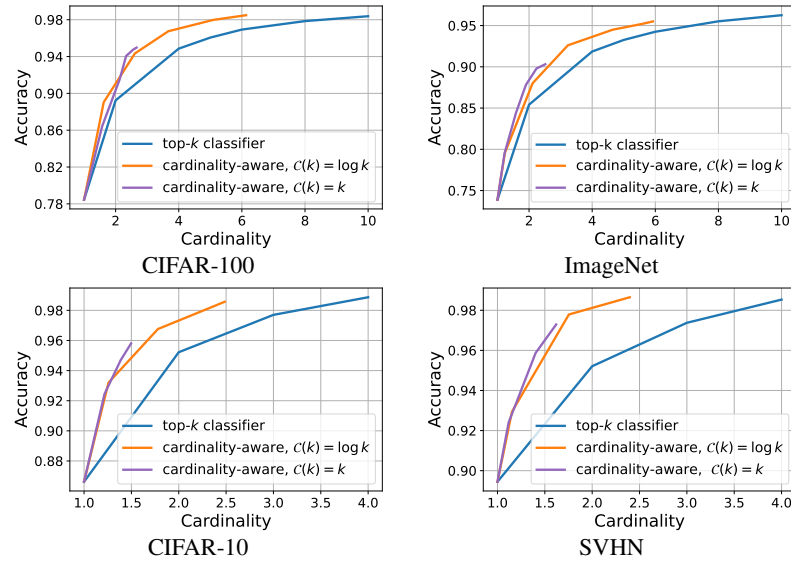 0.98
0.94
0.90
0.86
0.82
0.78
Accuracy
top-k classifier
cardinality-aware, C(k) = log k
cardinality-aware, C(k) = k
2 4 6 8 10
Cardinality
CIFAR-100
0.95
0.90
0.85
0.80
0.75
Accuracy
top-k classifier
cardinality-aware, C(k) = log k
cardinality-aware, C(k) = k
2 4 6 8 10
Cardinality
ImageNet
0.98
0.96
0.94
0.92
0.90
0.88
Accuracy
top-k classifier
cardinality-aware, C(k) = log k
cardinality-aware, C(k) = k
1.0 1.5 2.0 2.5 3.0 3.5 4.0
Cardinality
CIFAR-10
0.98
0.96
0.94
0.92
0.90
Accuracy
top-k classifier
cardinality-aware, C(k) = log k
cardinality-aware, C(k) = k
1.0 1.5 2.0 2.5 3.0 3.5 4.0
Cardinality
SVHN